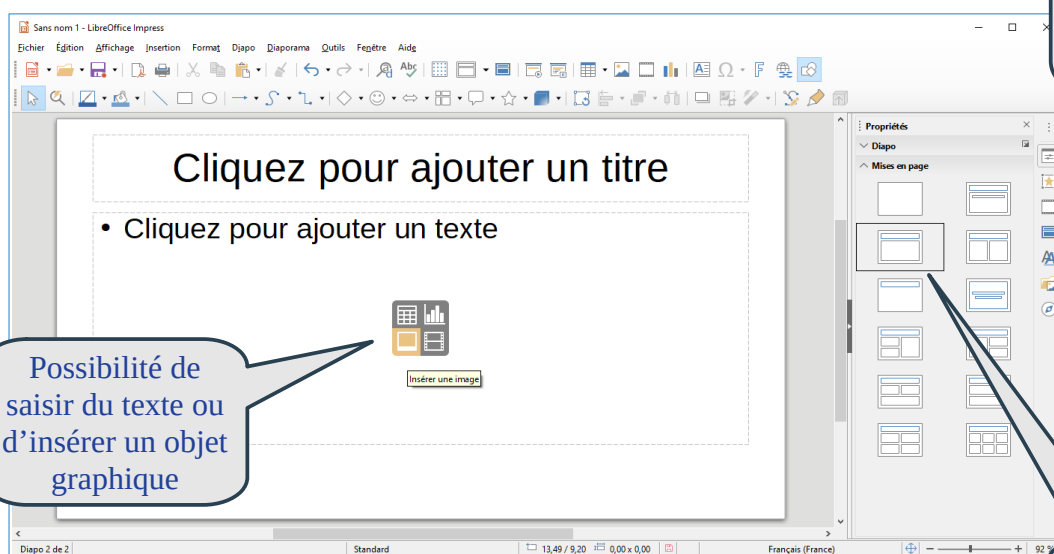 Sans nom 1 - LibreOffice Impress
Fichier Édition Affichage Insertion Format Diapo Diaporama Outils Fenêtre Aide
Propriétés
Diapo
Mises en page
Cliquez pour ajouter un titre
• Cliquez pour ajouter un texte
Insérer une image
Possibilité de
saisir du texte ou
d’insérer un objet
graphique
Diapo 2 de 2 Standard 13,49 / 9,20 0,00 x 0,00 Français (France) 92 %